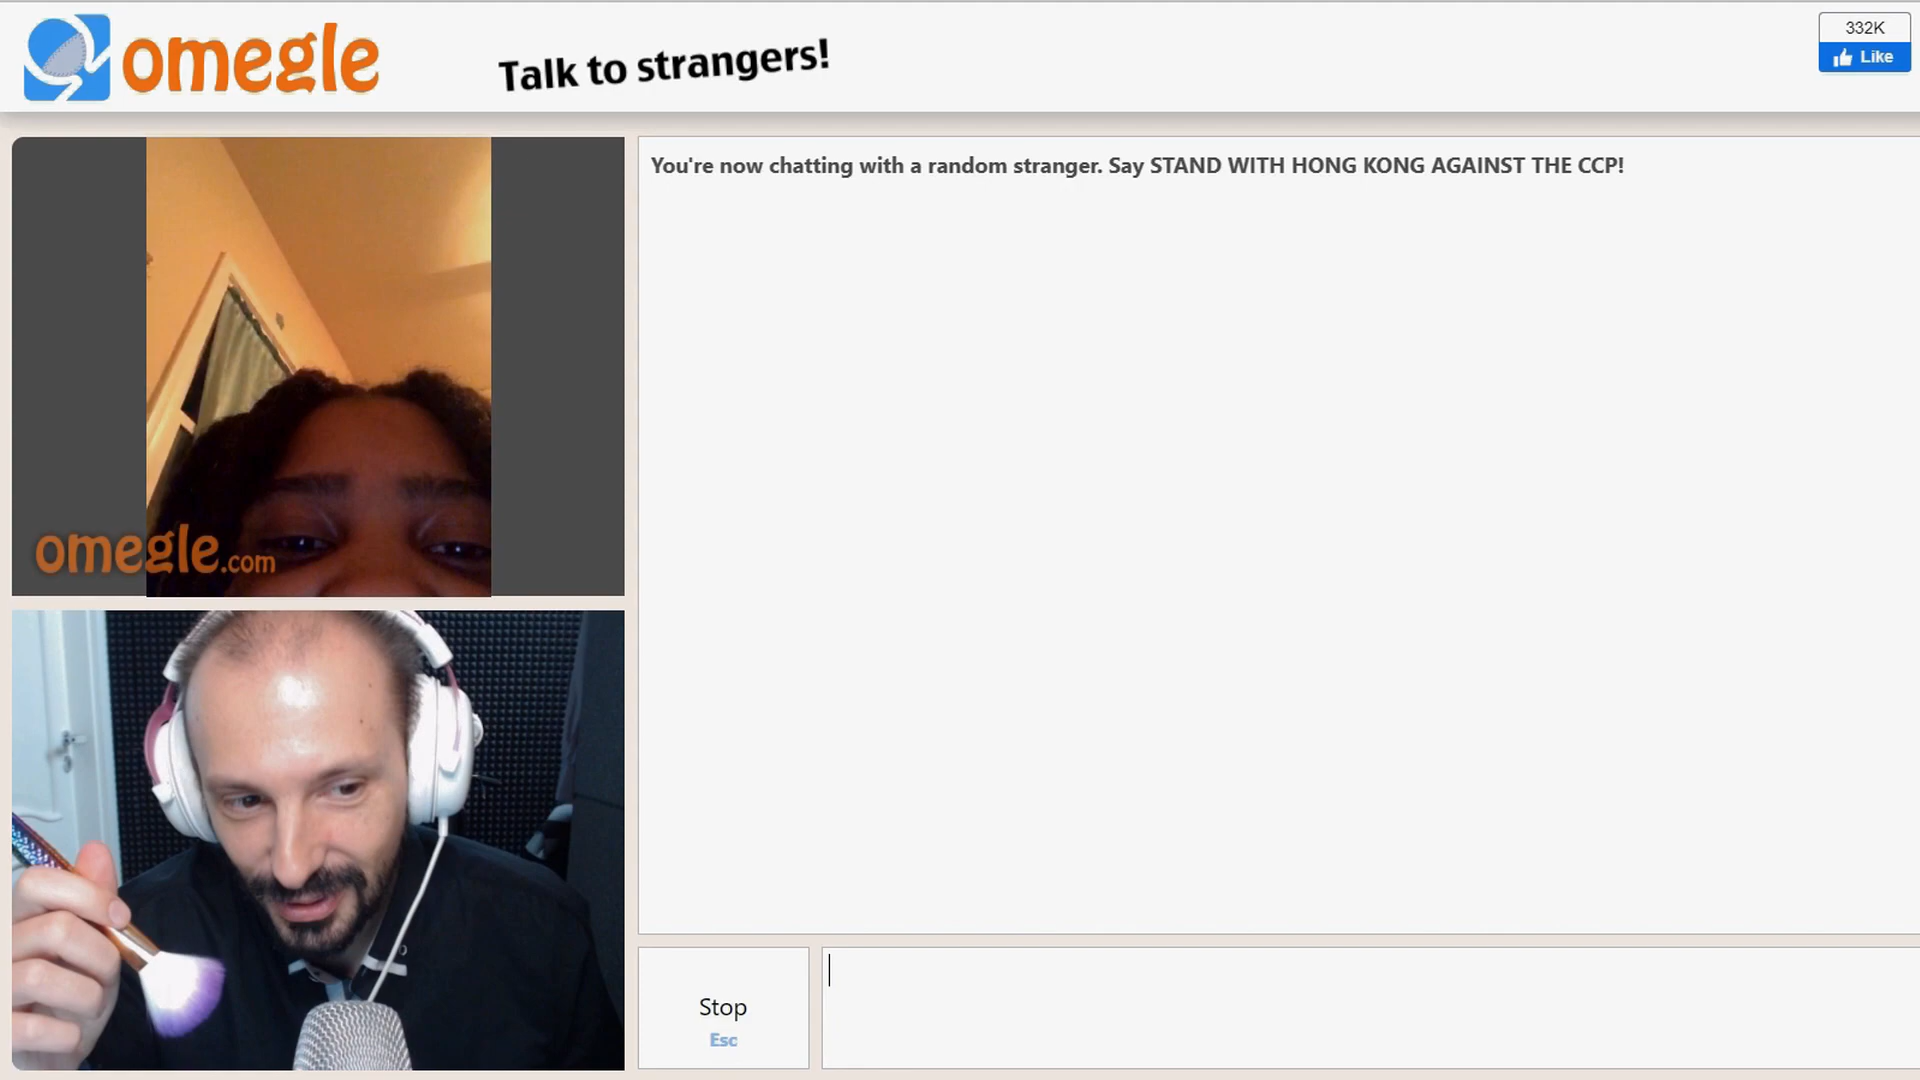 omegle
Talk to strangers!
332K
Like
omegle.com
You're now chatting with a random stranger. Say STAND WITH HONG KONG AGAINST THE CCP!
Stop
Esc